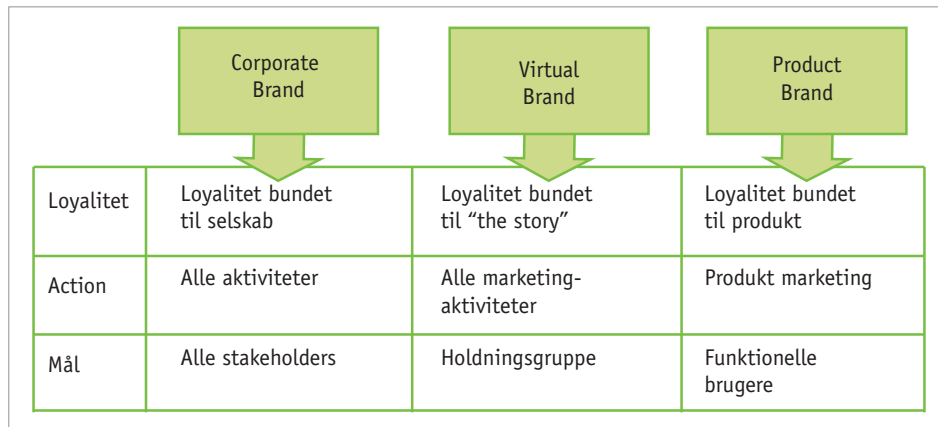 Corporate
Brand
Virtual
Brand
Product
Brand
Loyalitet
Loyalitet bundet
til selskab
Loyalitet bundet
til “the story”
Loyalitet bundet
til produkt
Action
Alle aktiviteter
Alle marketing-
aktiviteter
Produkt marketing
Mål
Alle stakeholders
Holdningsgruppe
Funktionelle
brugere